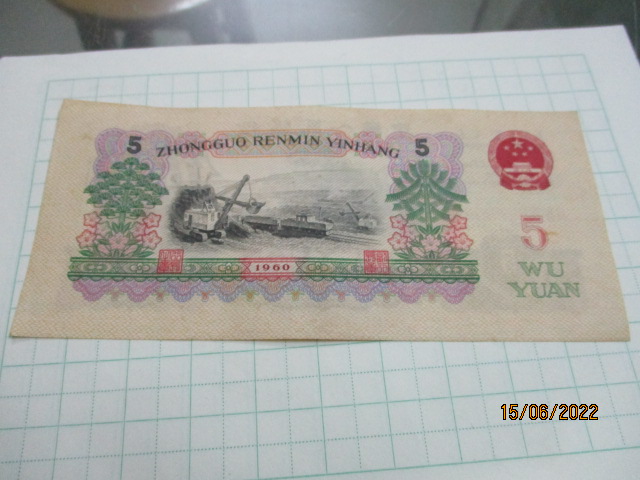 5 ZHONGGUO RENMIN YINHANG 5
1960
5
WU
YUAN
15/06/2022